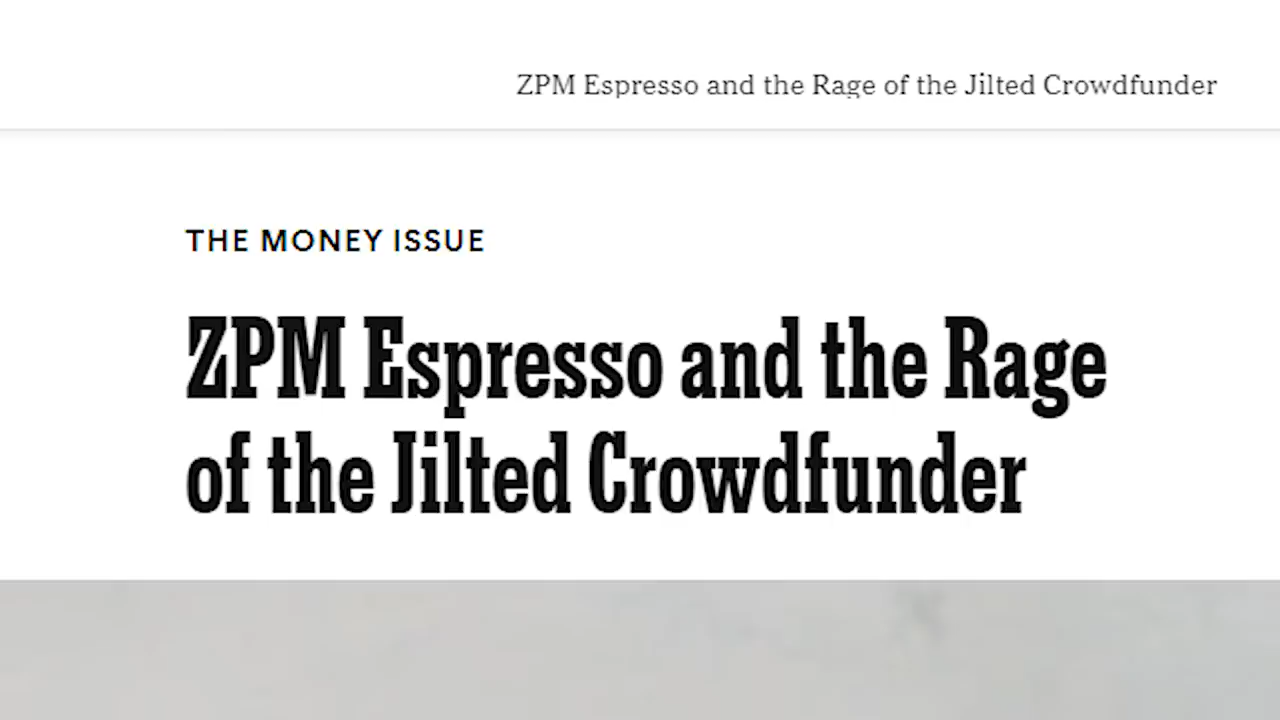 ZPM Espresso and the Rage of the Jilted Crowdfunder
THE MONEY ISSUE
ZPM Espresso and the Rage
of the Jilted Crowdfunder